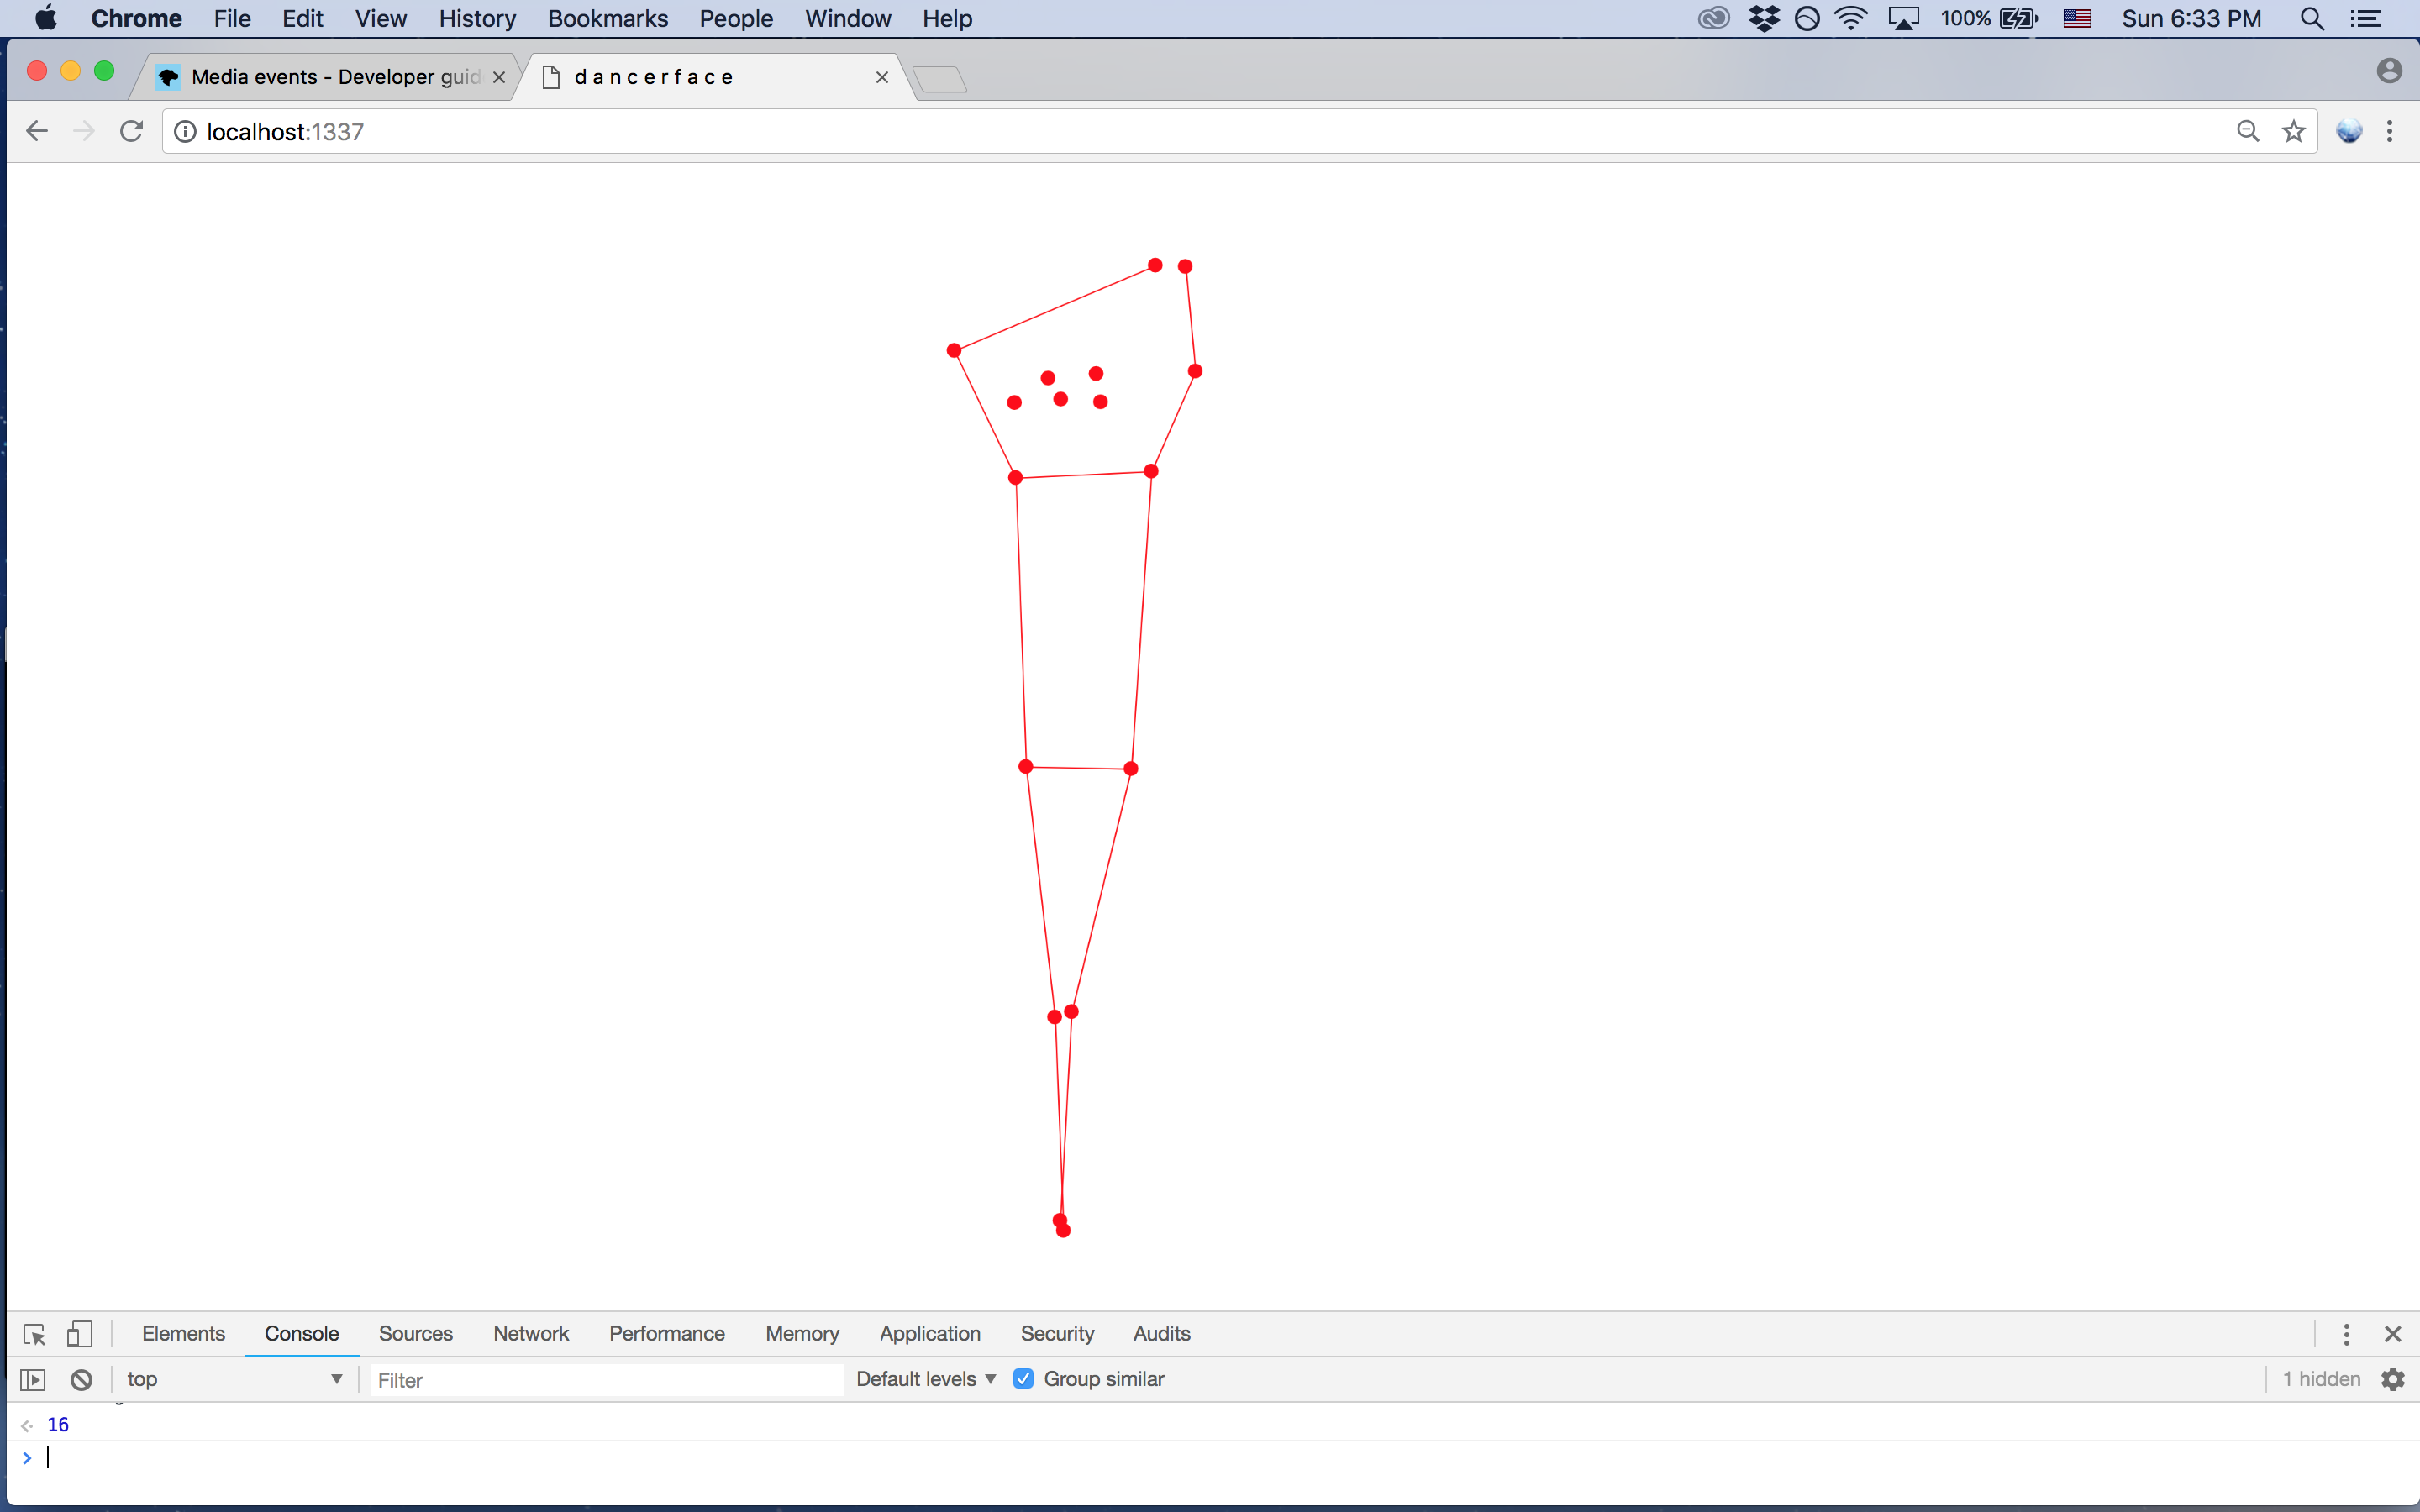 Chrome File Edit View History Bookmarks People Window Help 100% Sun 6:33 PM
Media events - Developer guid d a n c e r f a c e
localhost:1337
Elements Console Sources Network Performance Memory Application Security Audits
top Filter Default levels Group similar 1 hidden
16